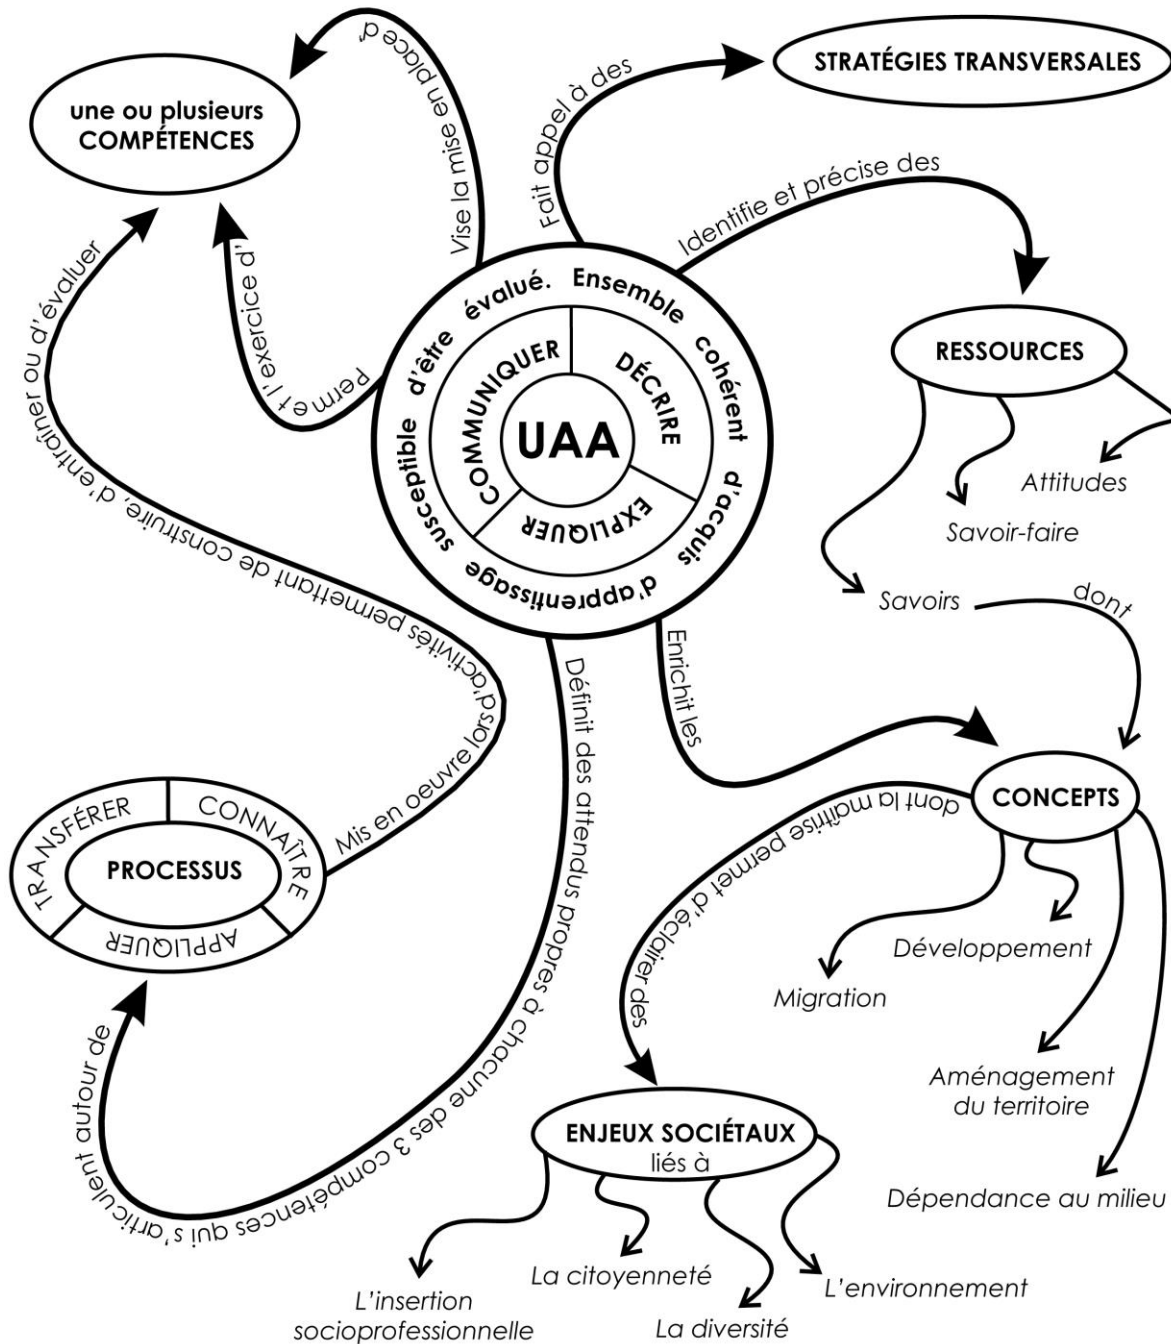 une ou plusieurs
COMPÉTENCES
Vise la mise en place d'
Fait appel à des
STRATÉGIES TRANSVERSALES
Identifie et précise des
RESSOURCES
Attitudes
Savoir-faire
Savoirs
dont
Perm et l'exercice d'
Ensemble cohérent d'acquis d'apprentissage susceptible d'être évalué.
COMMUNIQUER
DÉCRIRE
EXPLIQUER
UAA
Enrichit les
CONCEPTS
Développement
Migration
Aménagement
du territoire
Dépendance au milieu
dont la maîtrise permet d'éclairer des
ENJEUX SOCIÉTAUX
liés à
L'insertion
socioprofessionnelle
La citoyenneté
La diversité
L'environnement
Définit des attendus propres à chacune des 3 compétences qui s'articulent autour de
TRANSFÉRER
CONNAÎTRE
APPLIQUER
PROCESSUS
Mis en oeuvre lors d'activités permettant de construire, d'entraîner ou d'évaluer